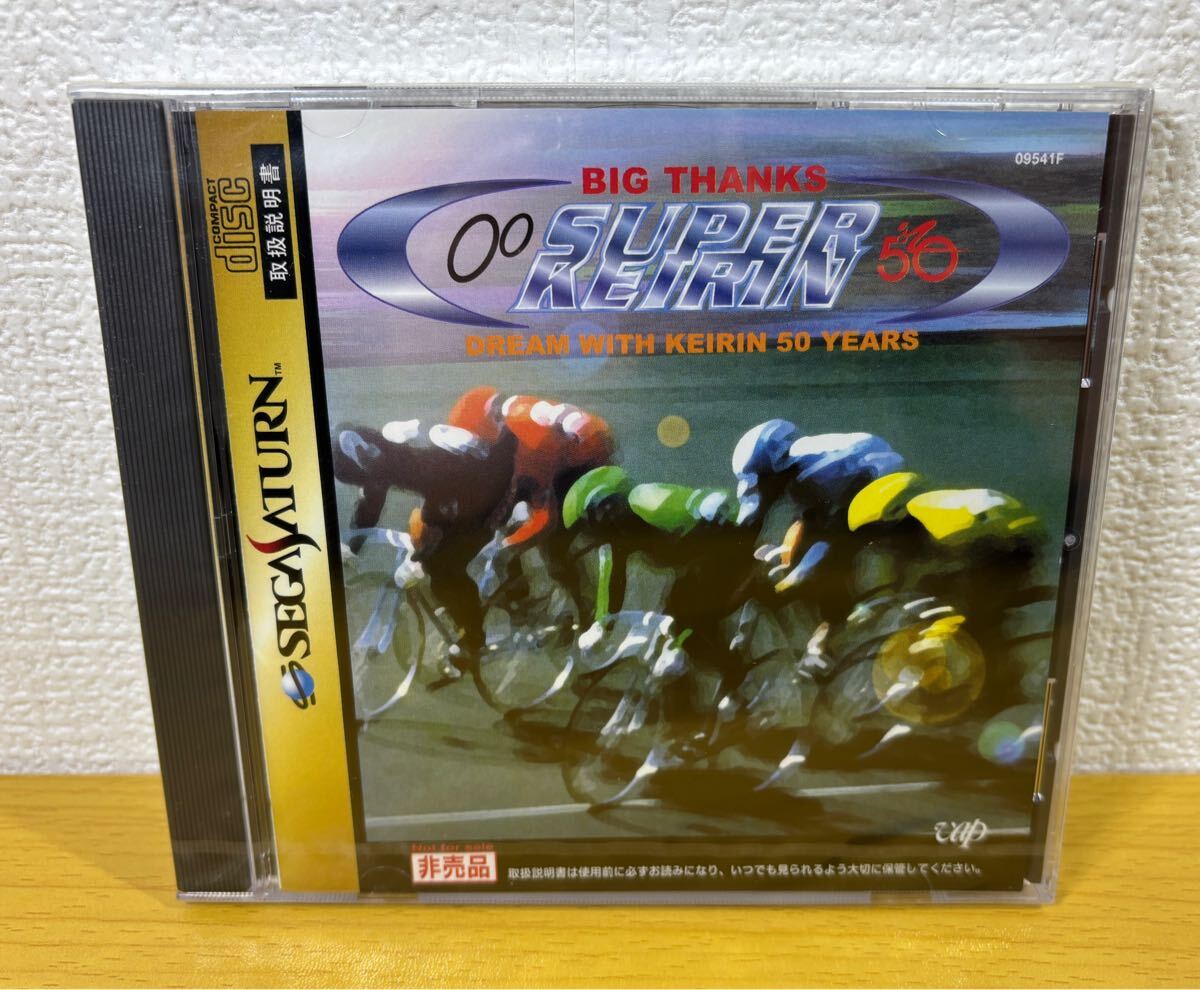 COMPACT
disc
取扱説明書
SEGA SATURN™
09541F
BIG THANKS
SUPER
KEIRIN
50
DREAM WITH KEIRIN 50 YEARS
vap
Not for sale
非売品
取扱説明書は使用前に必ずお読みになり、いつでも見られるよう大切に保管してください。